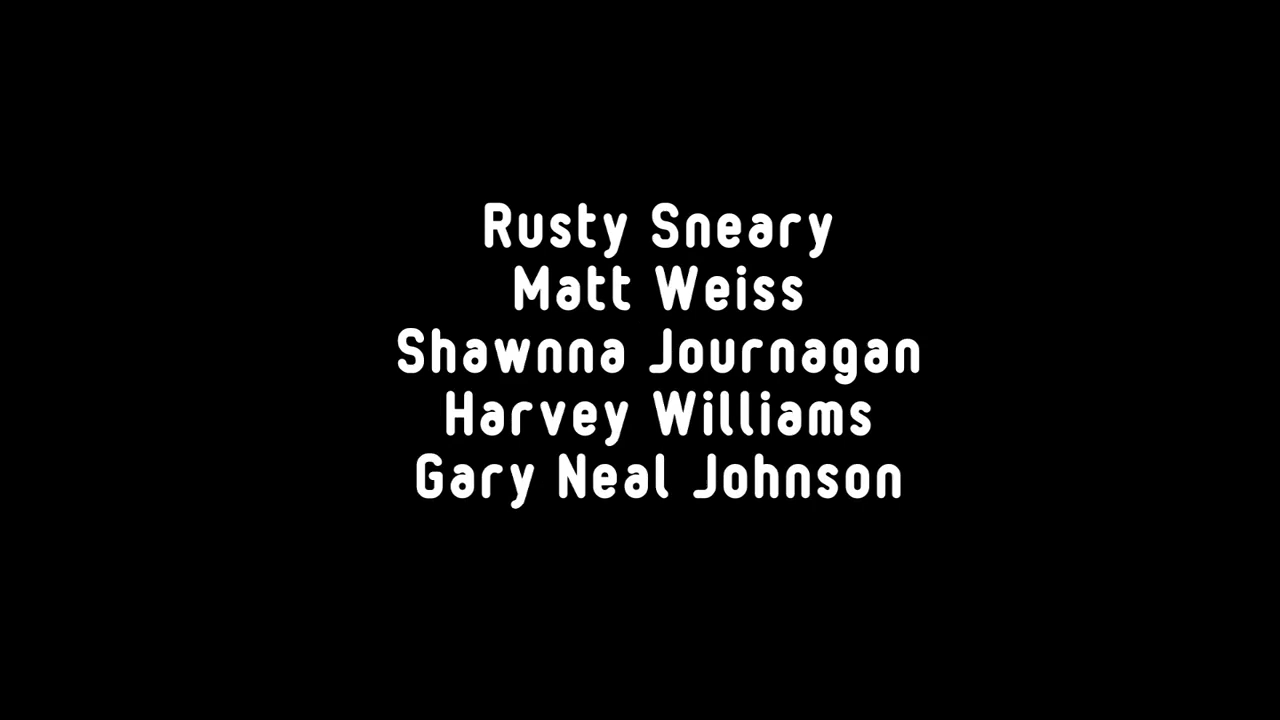 Rusty Sneary
Matt Weiss
Shawnna Journagan
Harvey Williams
Gary Neal Johnson